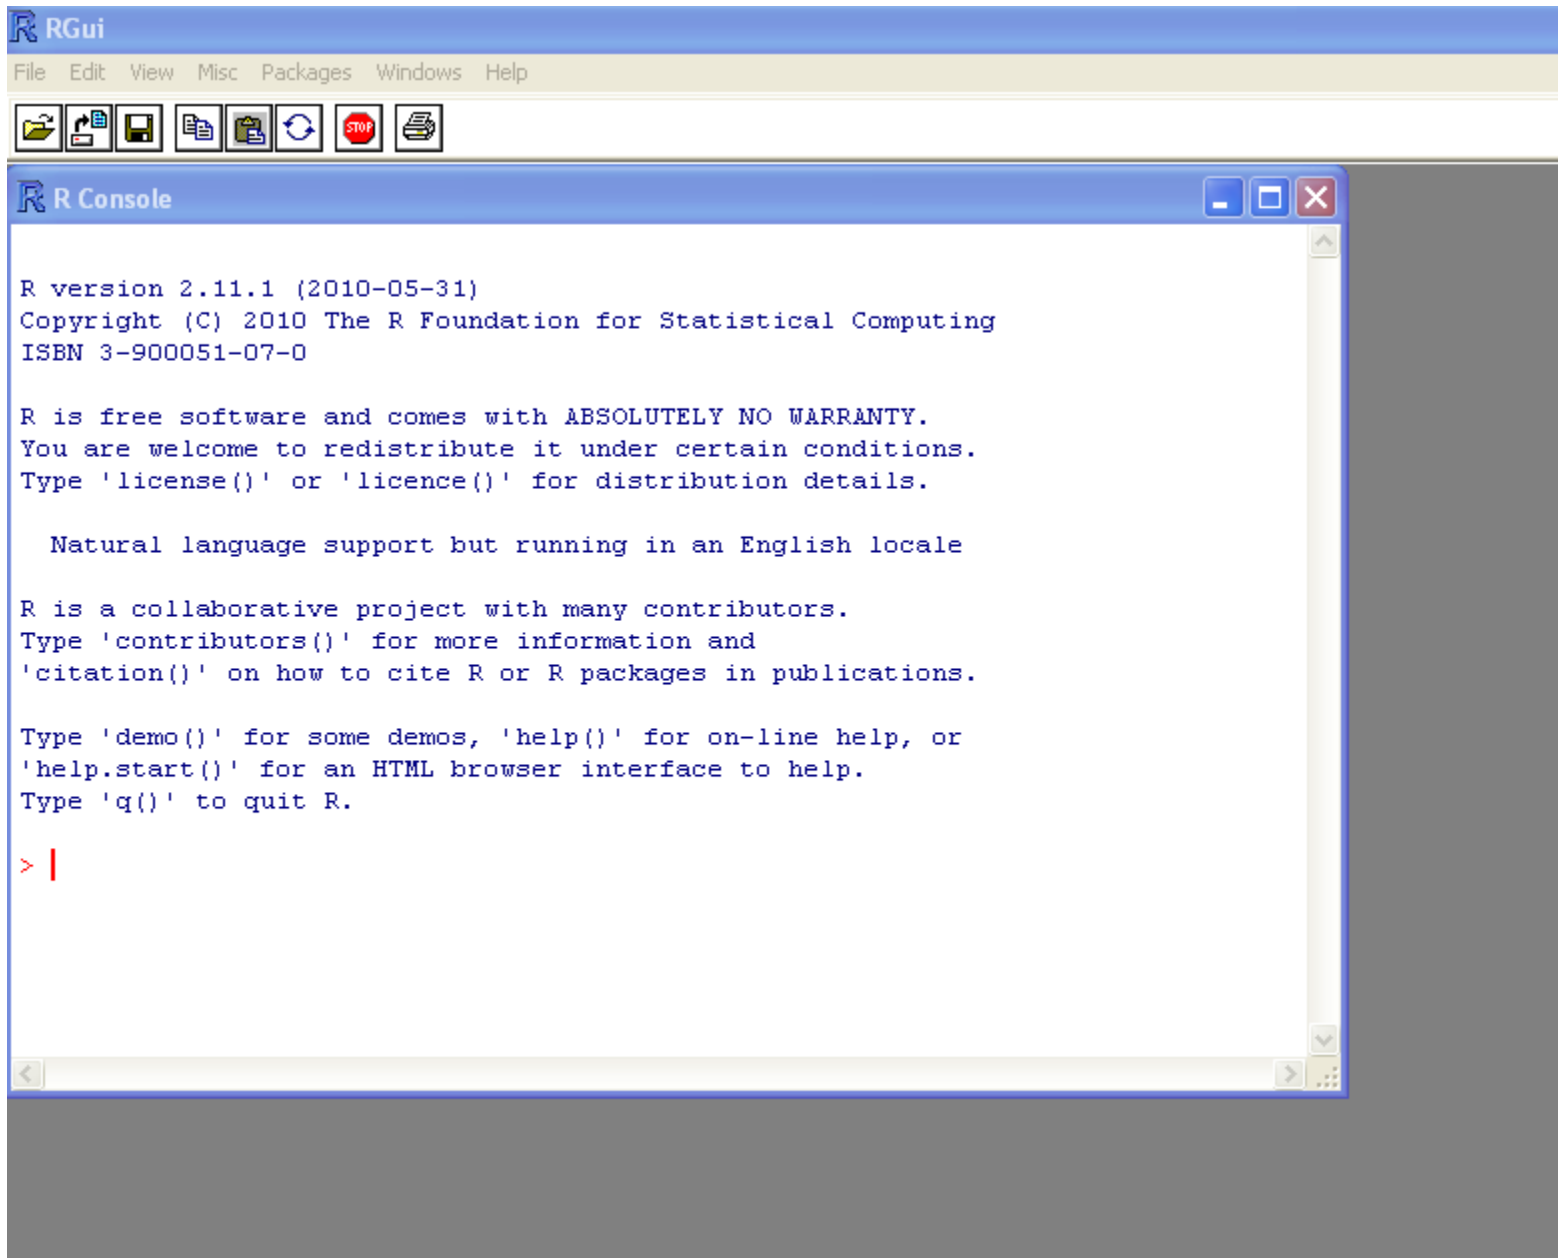 RGui
File Edit View Misc Packages Windows Help
STOP
R Console
R version 2.11.1 (2010-05-31)
Copyright (C) 2010 The R Foundation for Statistical Computing
ISBN 3-900051-07-0
R is free software and comes with ABSOLUTELY NO WARRANTY.
You are welcome to redistribute it under certain conditions.
Type 'license()' or 'licence()' for distribution details.
Natural language support but running in an English locale
R is a collaborative project with many contributors.
Type 'contributors()' for more information and
'citation()' on how to cite R or R packages in publications.
Type 'demo()' for some demos, 'help()' for on-line help, or
'help.start()' for an HTML browser interface to help.
Type 'q()' to quit R.
>